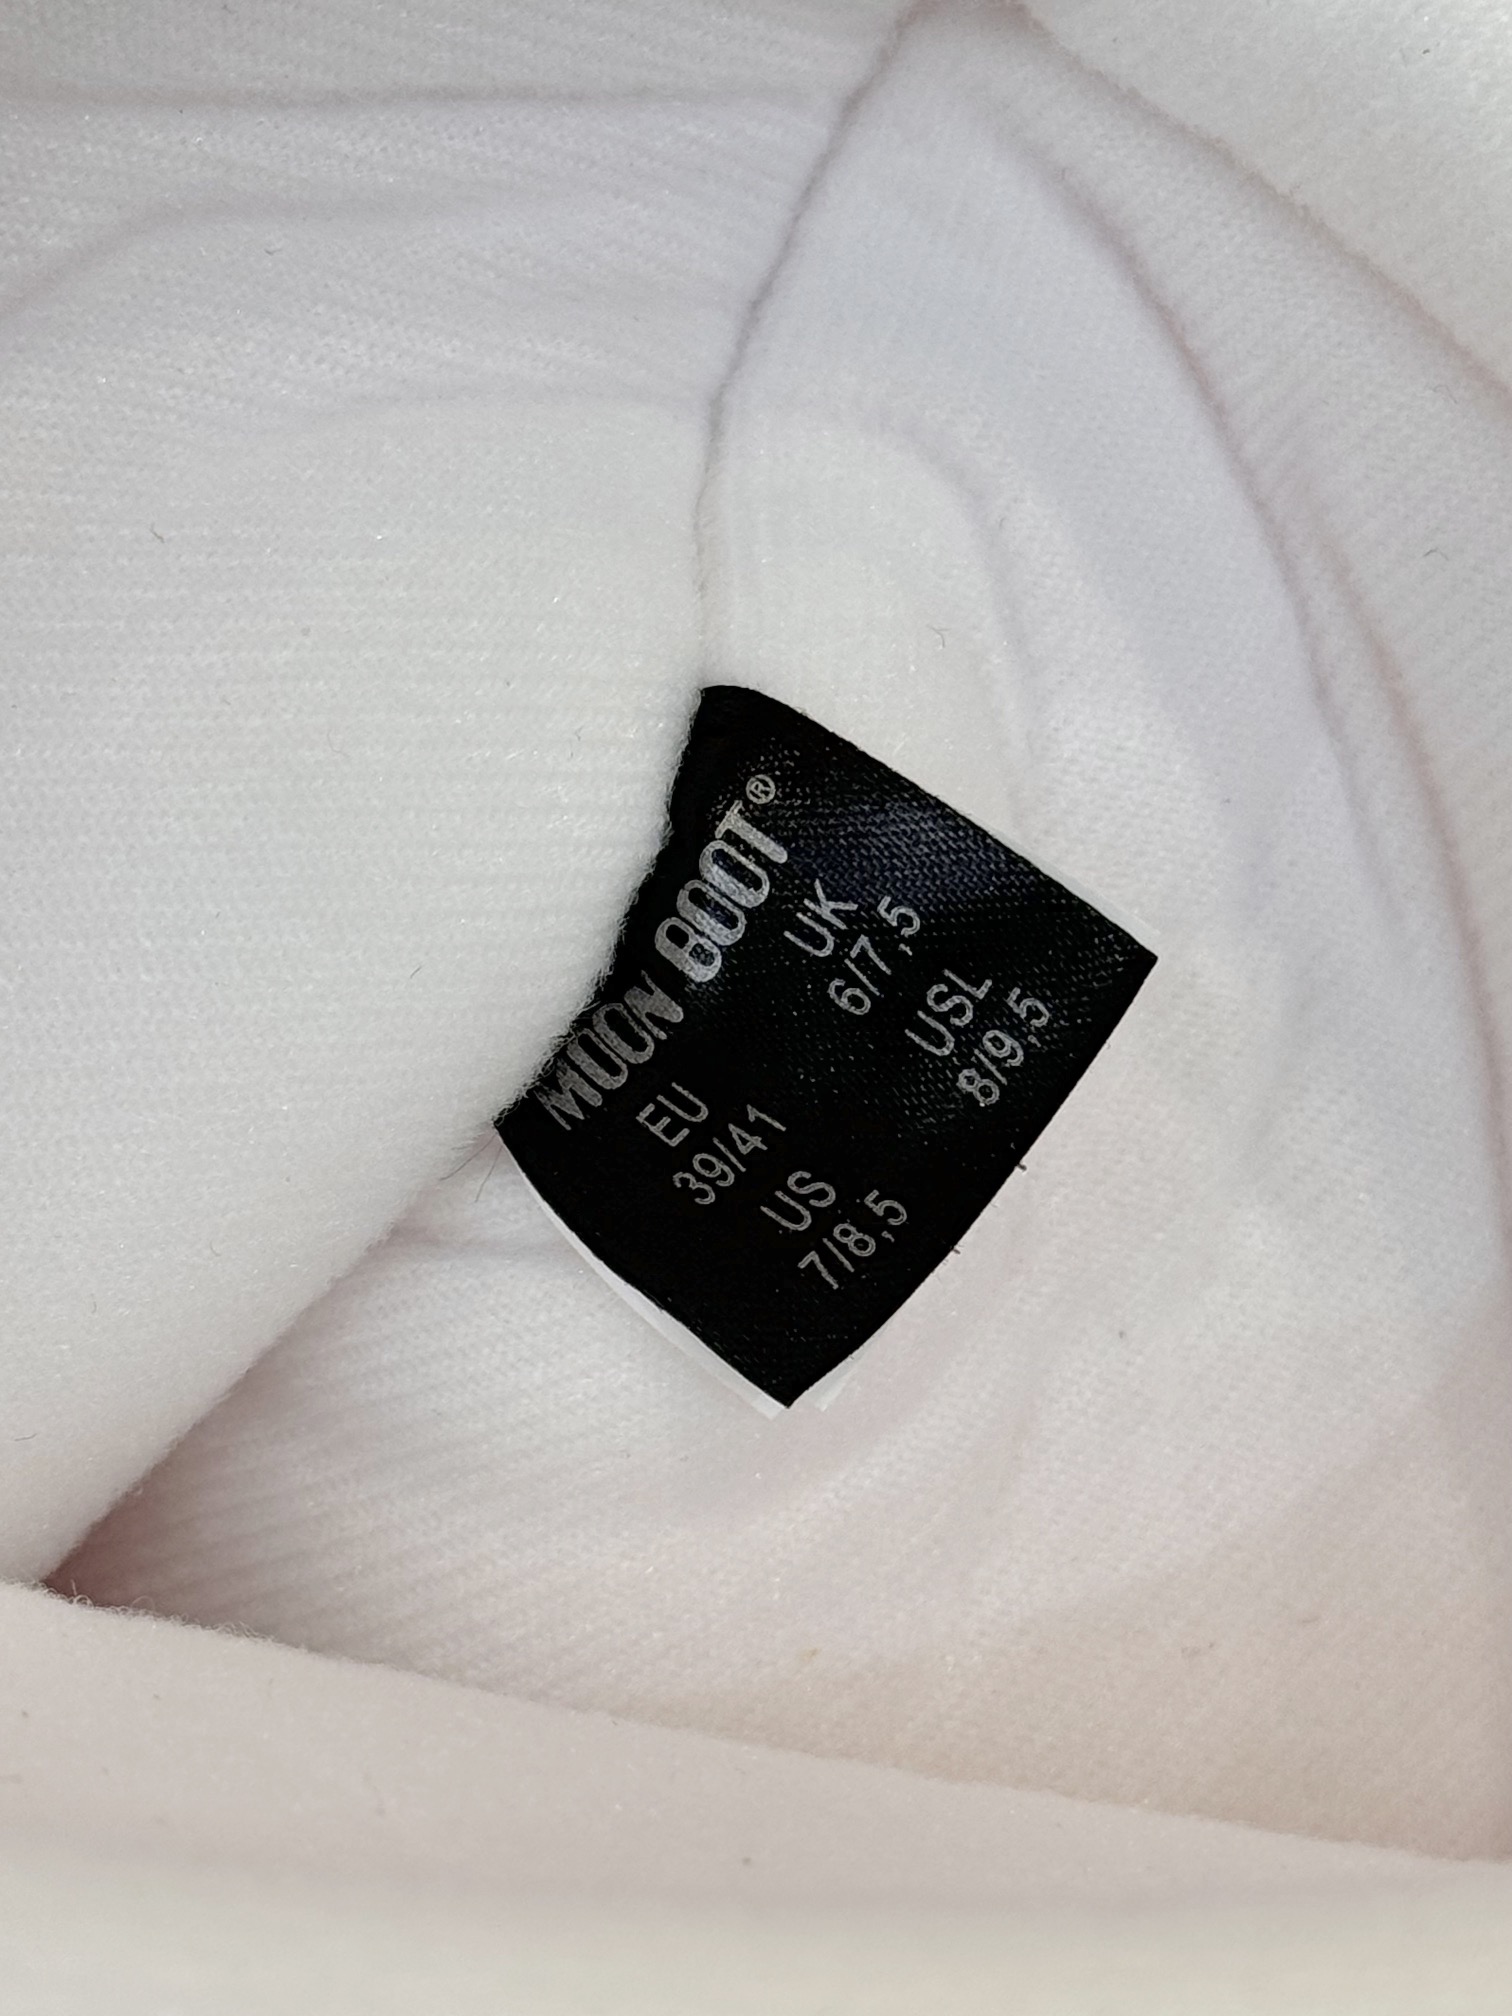 MOON BOOT®
EU
39/41
UK
6/7,5
US
7/8,5
USL
8/9,5